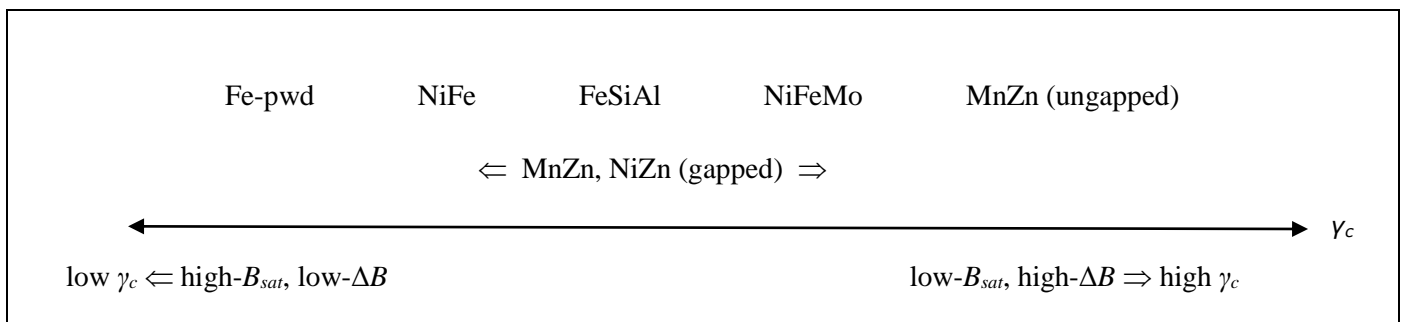 Fe-pwd NiFe FeSiAl NiFeMo MnZn (ungapped)
⇐ MnZn, NiZn (gapped) ⇒
γc
low γc ⇐ high-Bsat, low-ΔB low-Bsat, high-ΔB ⇒ high γc